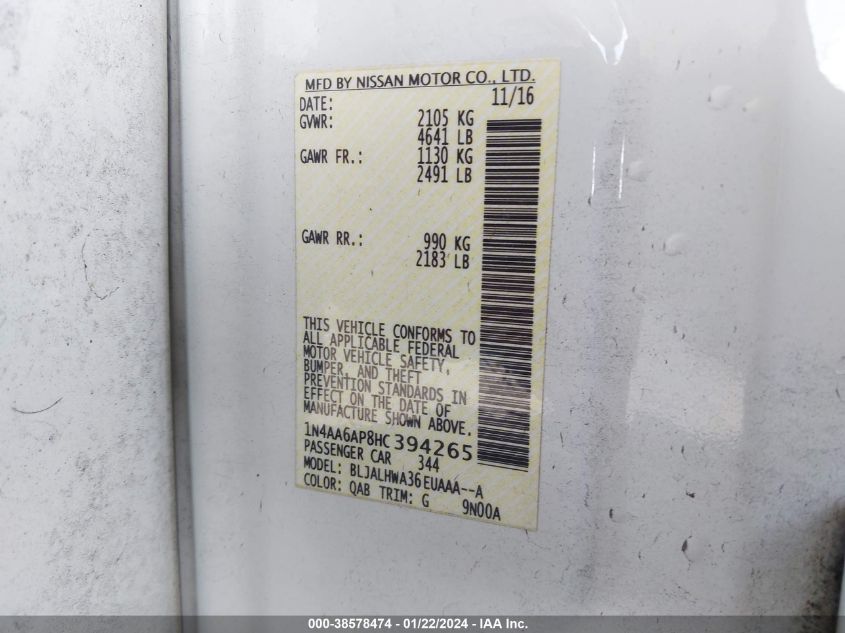 MFD BY NISSAN MOTOR CO., LTD.
DATE: 11/16
GVWR: 2105 KG
4641 LB
GAWR FR.: 1130 KG
2491 LB
GAWR RR.: 990 KG
2183 LB
THIS VEHICLE CONFORMS TO
ALL APPLICABLE FEDERAL
MOTOR VEHICLE SAFETY,
BUMPER, AND THEFT
PREVENTION STANDARDS IN
EFFECT ON THE DATE OF
MANUFACTURE SHOWN ABOVE.
1N4AA6AP8HC394265
PASSENGER CAR 344
MODEL: BLJALHWA36EUAAA--A
COLOR: QAB TRIM: G 9N00A
000-38578474 - 01/22/2024 - IAA Inc.